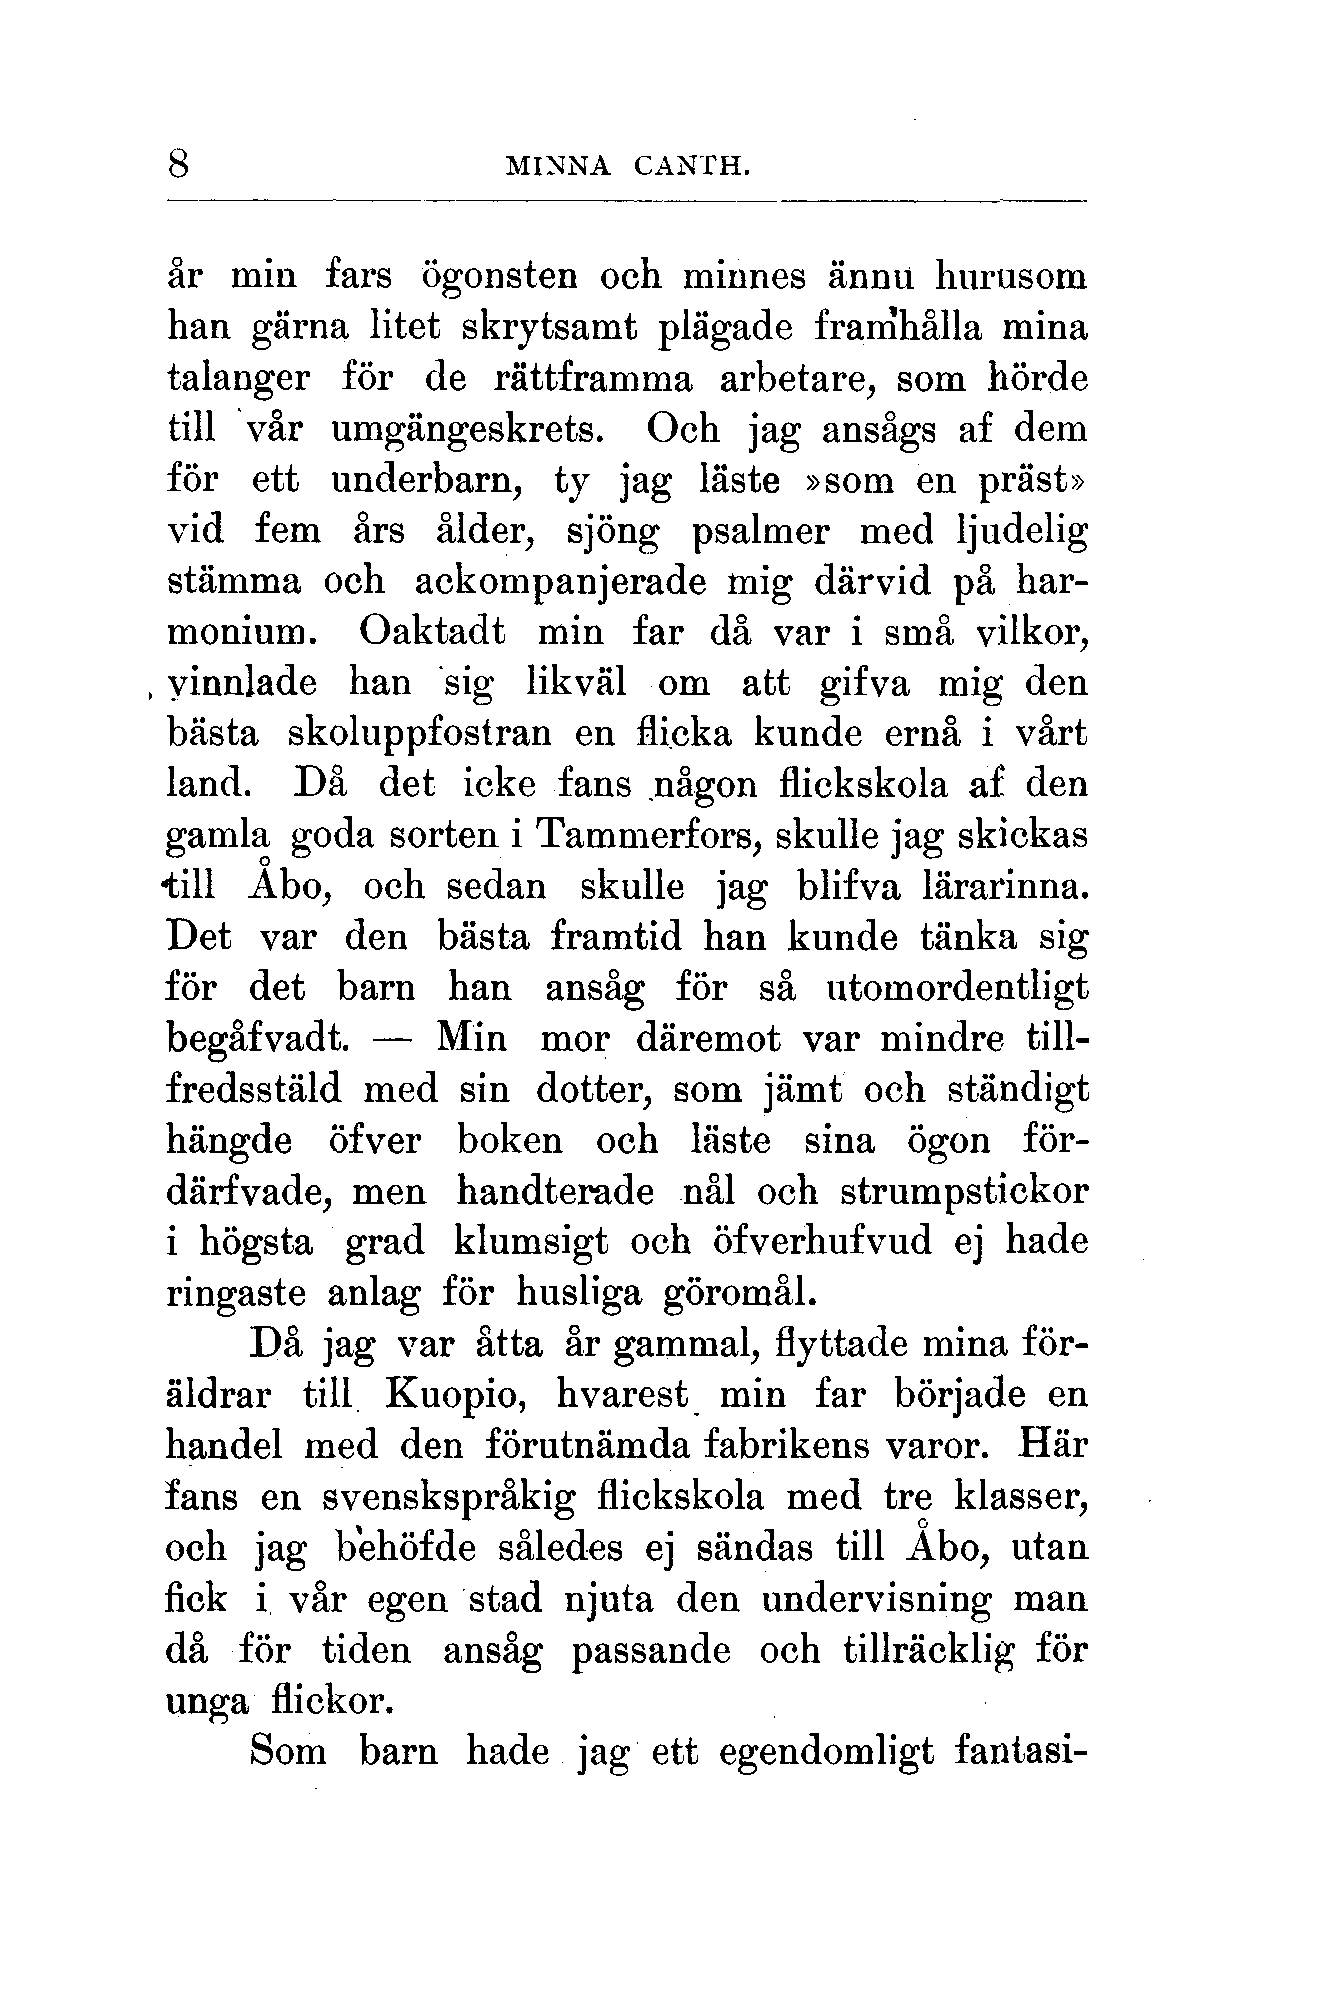 8 MINNA CANTH.
år min fars ögonsten och minnes ännu hurusom
han gärna litet skrytsamt plägade framhålla mina
talanger för de rättframma arbetare, som hörde
till vår umgängeskrets. Och jag ansågs af dem
för ett underbarn, ty jag läste »som en präst»
vid fem års ålder, sjöng psalmer med ljudelig
stämma och ackompanjerade mig därvid på har-
monium. Oaktadt min far då var i små vilkor,
vinnlade han sig likväl om att gifva mig den
bästa skoluppfostran en flicka kunde ernå i vårt
land. Då det icke fans någon flickskola af den
gamla goda sorten i Tammerfors, skulle jag skickas
till Åbo, och sedan skulle jag blifva lärarinna.
Det var den bästa framtid han kunde tänka sig
för det barn han ansåg för så utomordentligt
begåfvadt. — Min mor däremot var mindre till-
fredsstäld med sin dotter, som jämt och ständigt
hängde öfver boken och läste sina ögon för-
därfvade, men handterade nål och strumpstickor
i högsta grad klumsigt och öfverhufvud ej hade
ringaste anlag för husliga göromål.
Då jag var åtta år gammal, flyttade mina för-
äldrar till Kuopio, hvarest min far började en
handel med den förutnämda fabrikens varor. Här
fans en svenskspråkig flickskola med tre klasser,
och jag behöfde således ej sändas till Åbo, utan
fick i vår egen stad njuta den undervisning man
då för tiden ansåg passande och tillräcklig för
unga flickor.
Som barn hade jag ett egendomligt fantasi-